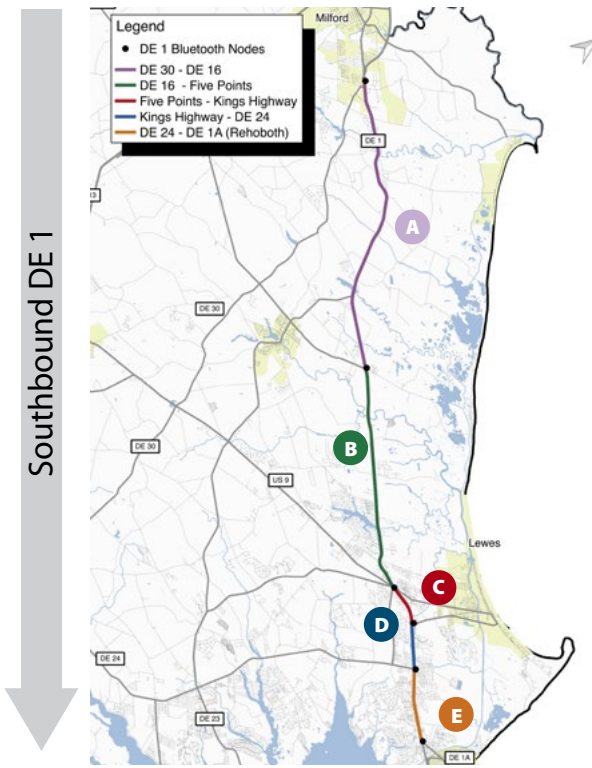 Southbound DE 1
Milford
Legend
DE 1 Bluetooth Nodes
DE 30 - DE 16
DE 16 - Five Points
Five Points - Kings Highway
Kings Highway - DE 24
DE 24 - DE 1A (Rehoboth)
DE 1
A
DE 30
B
DE 30
US 9
Lewes
C
D
DE 24
E
DE 23
DE 1A